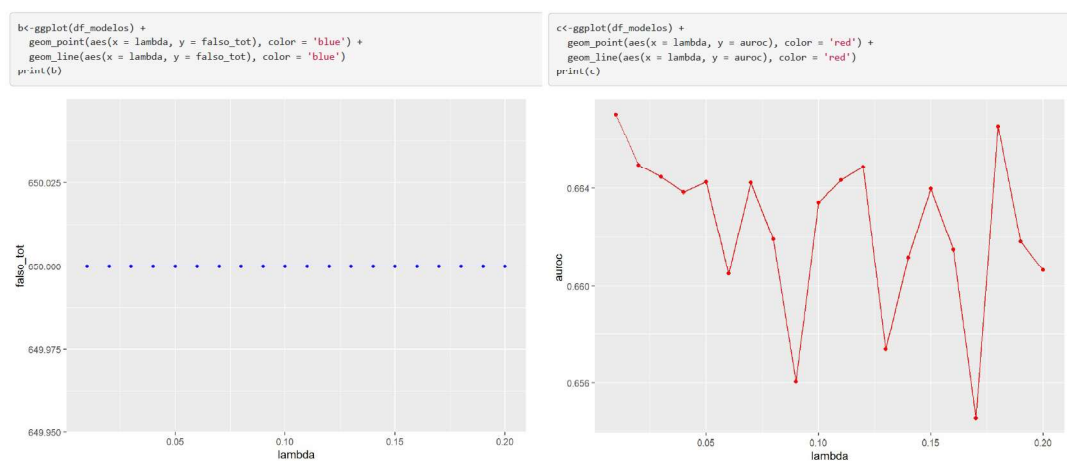 b<-ggplot(df_modelos) +
geom_point(aes(x = lambda, y = falso_tot), color = 'blue') +
geom_line(aes(x = lambda, y = falso_tot), color = 'blue')
print(b)
650.025
650.000
649.975
649.950
falso_tot
0.05 0.10 0.15 0.20
lambda
c<-ggplot(df_modelos) +
geom_point(aes(x = lambda, y = auroc), color = 'red') +
geom_line(aes(x = lambda, y = auroc), color = 'red')
print(c)
0.664
0.660
0.656
auroc
0.05 0.10 0.15 0.20
lambda